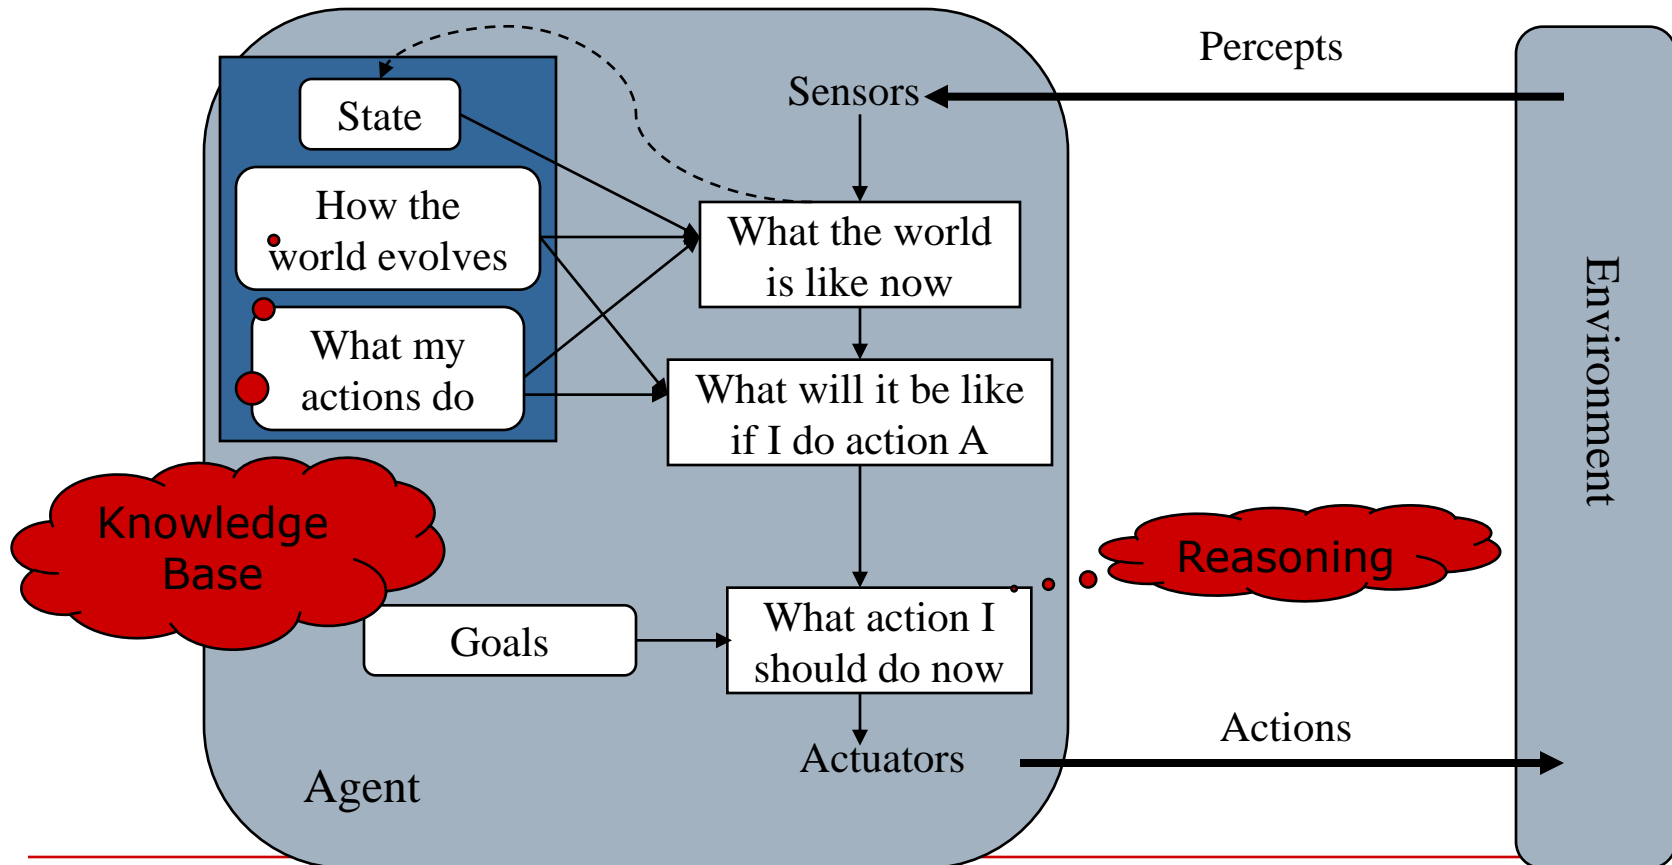 Percepts
Sensors
State
How the
world evolves
What the world
is like now
What my
actions do
What will it be like
if I do action A
Environment
Knowledge
Base
Reasoning
Goals
What action I
should do now
Actions
Actuators
Agent